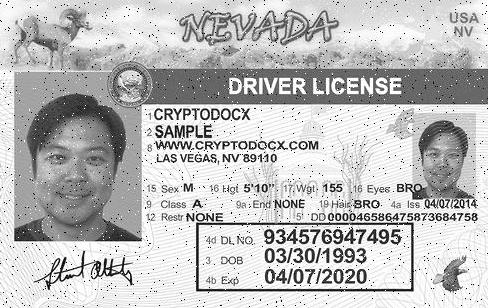 NEVADA
USA
NV
DRIVER LICENSE
1 CRYPTODOCX
2 SAMPLE
8 WWW.CRYPTODOCX.COM
LAS VEGAS, NV 89110
15 Sex M 16 Hgt 5'10" 17 Wgt 155 16 Eyes BRO
9 Class A 9a End NONE 19 Hair BRO 4a Iss 04/07/2014
12 Restr NONE 5 DD 00004658647587368475​8
4d DL NO. 934576947495
3 DOB 03/30/1993
4b Exp 04/07/2020